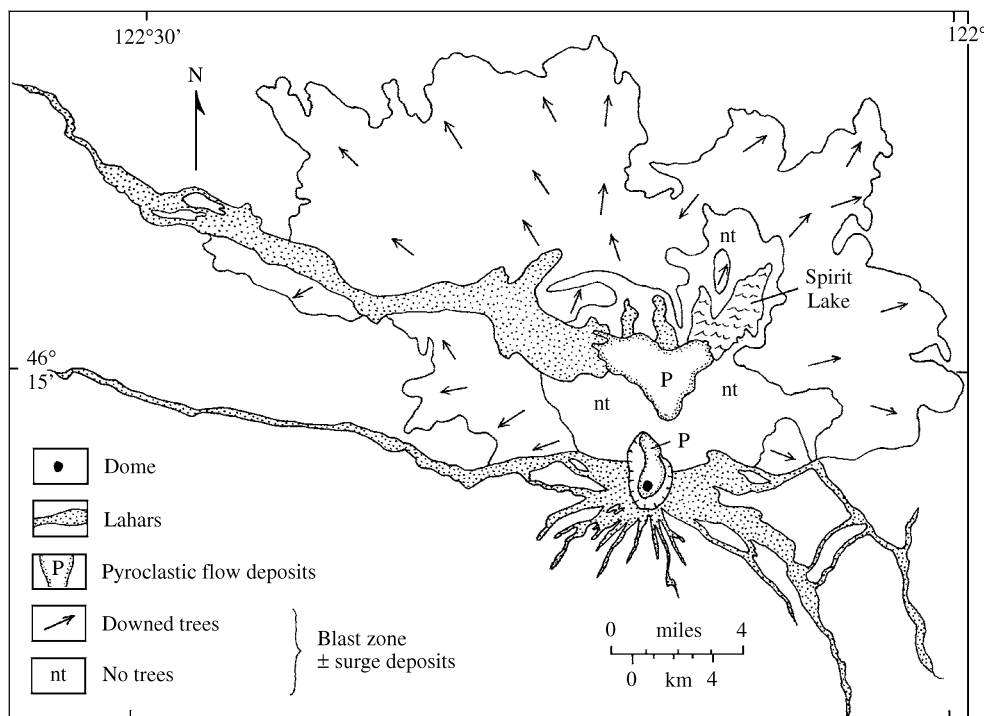 122°30'
122°
N
nt
Spirit
Lake
46°
15'
P
nt
nt
P
Dome
Lahars
P
Pyroclastic flow deposits
Downed trees
nt
No trees
Blast zone
± surge deposits
0 miles 4
0 km 4